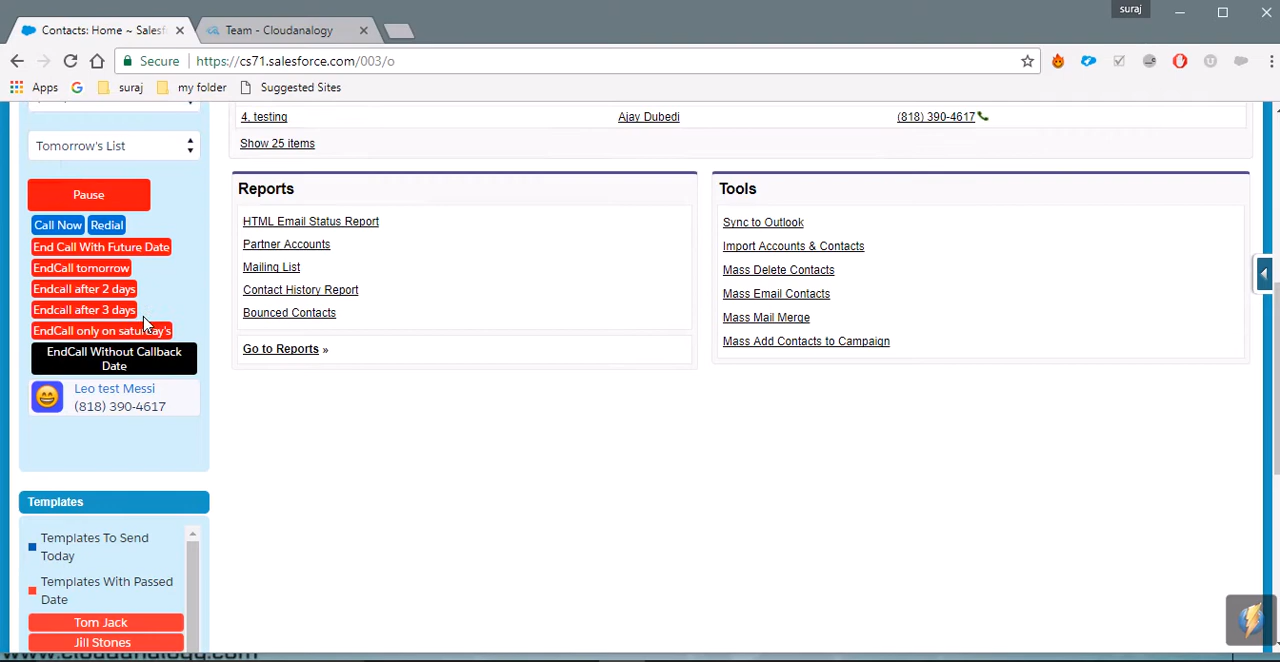 suraj
Contacts: Home ~ Salesf
Team - Cloudanalogy
Secure
https://cs71.salesforce.com/003/o
Apps
suraj
my folder
Suggested Sites
Tomorrow's List
Pause
Call Now
Redial
End Call With Future Date
EndCall tomorrow
Endcall after 2 days
Endcall after 3 days
EndCall only on saturday's
EndCall Without Callback
Date
Leo test Messi
(818) 390-4617
Templates
Templates To Send
Today
Templates With Passed
Date
Tom Jack
Jill Stones
4. testing
Ajay Dubedi
(818) 390-4617
Show 25 items
Reports
HTML Email Status Report
Partner Accounts
Mailing List
Contact History Report
Bounced Contacts
Go to Reports »
Tools
Sync to Outlook
Import Accounts & Contacts
Mass Delete Contacts
Mass Email Contacts
Mass Mail Merge
Mass Add Contacts to Campaign